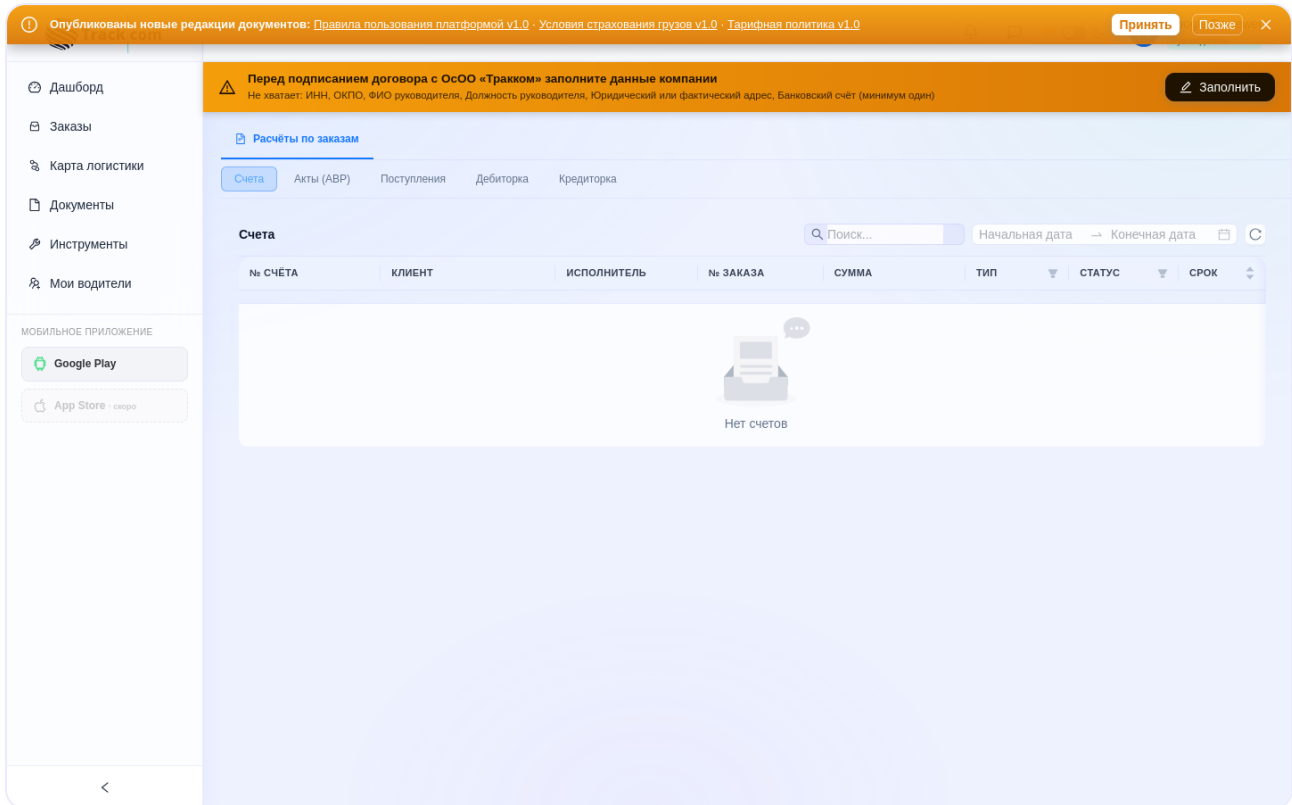 Опубликованы новые редакции документов: Правила пользования платформой v1.0 · Условия страхования грузов v1.0 · Тарифная политика v1.0
Принять
Позже
Track com
Перед подписанием договора с ОсОО «Тракком» заполните данные компании
Не хватает: ИНН, ОКПО, ФИО руководителя, Должность руководителя, Юридический или фактический адрес, Банковский счёт (минимум один)
Заполнить
Дашборд
Заказы
Карта логистики
Документы
Инструменты
Мои водители
МОБИЛЬНОЕ ПРИЛОЖЕНИЕ
Google Play
App Store · скоро
Расчёты по заказам
Счета
Акты (АВР)
Поступления
Дебиторка
Кредиторка
Счета
Поиск...
Начальная дата
Конечная дата
№ СЧЁТА
КЛИЕНТ
ИСПОЛНИТЕЛЬ
№ ЗАКАЗА
СУММА
ТИП
СТАТУС
СРОК
Нет счетов